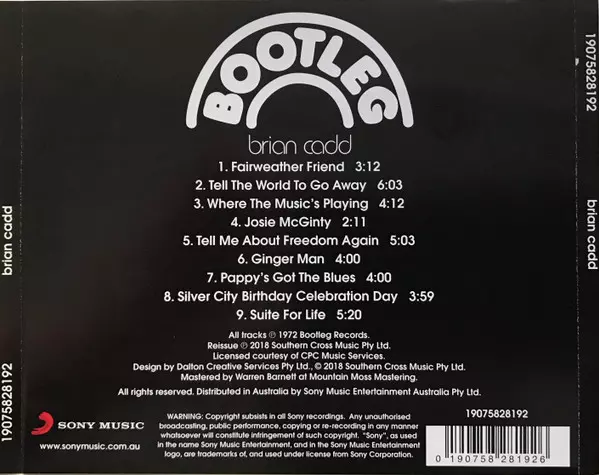 BOOTLEG
brian cadd
1. Fairweather Friend 3:12
2. Tell The World To Go Away 6:03
3. Where The Music's Playing 4:12
4. Josie McGinty 2:11
5. Tell Me About Freedom Again 5:03
6. Ginger Man 4:00
7. Pappy's Got The Blues 4:00
8. Silver City Birthday Celebration Day 3:59
9. Suite For Life 5:20
All tracks ℗ 1972 Bootleg Records.
Reissue ℗ 2018 Southern Cross Music Pty Ltd.
Licensed courtesy of CPC Music Services.
Design by Dalton Creative Services Pty Ltd., © 2018 Southern Cross Music Pty Ltd.
Mastered by Warren Barnett at Mountain Moss Mastering.
All rights reserved. Distributed in Australia by Sony Music Entertainment Australia Pty Ltd.
SONY MUSIC
www.sonymusic.com.au
WARNING: Copyright subsists in all Sony recordings. Any unauthorised
broadcasting, public performance, copying or re-recording in any manner
whatsoever will constitute infringement of such copyright. "Sony", as used
in the name Sony Music Entertainment, and in the Sony Music Entertainment
logo, are trademarks of, and used under license from Sony Corporation.
19075828192
0 190758 281926
brian cadd
19075828192
19075828192
brian cadd